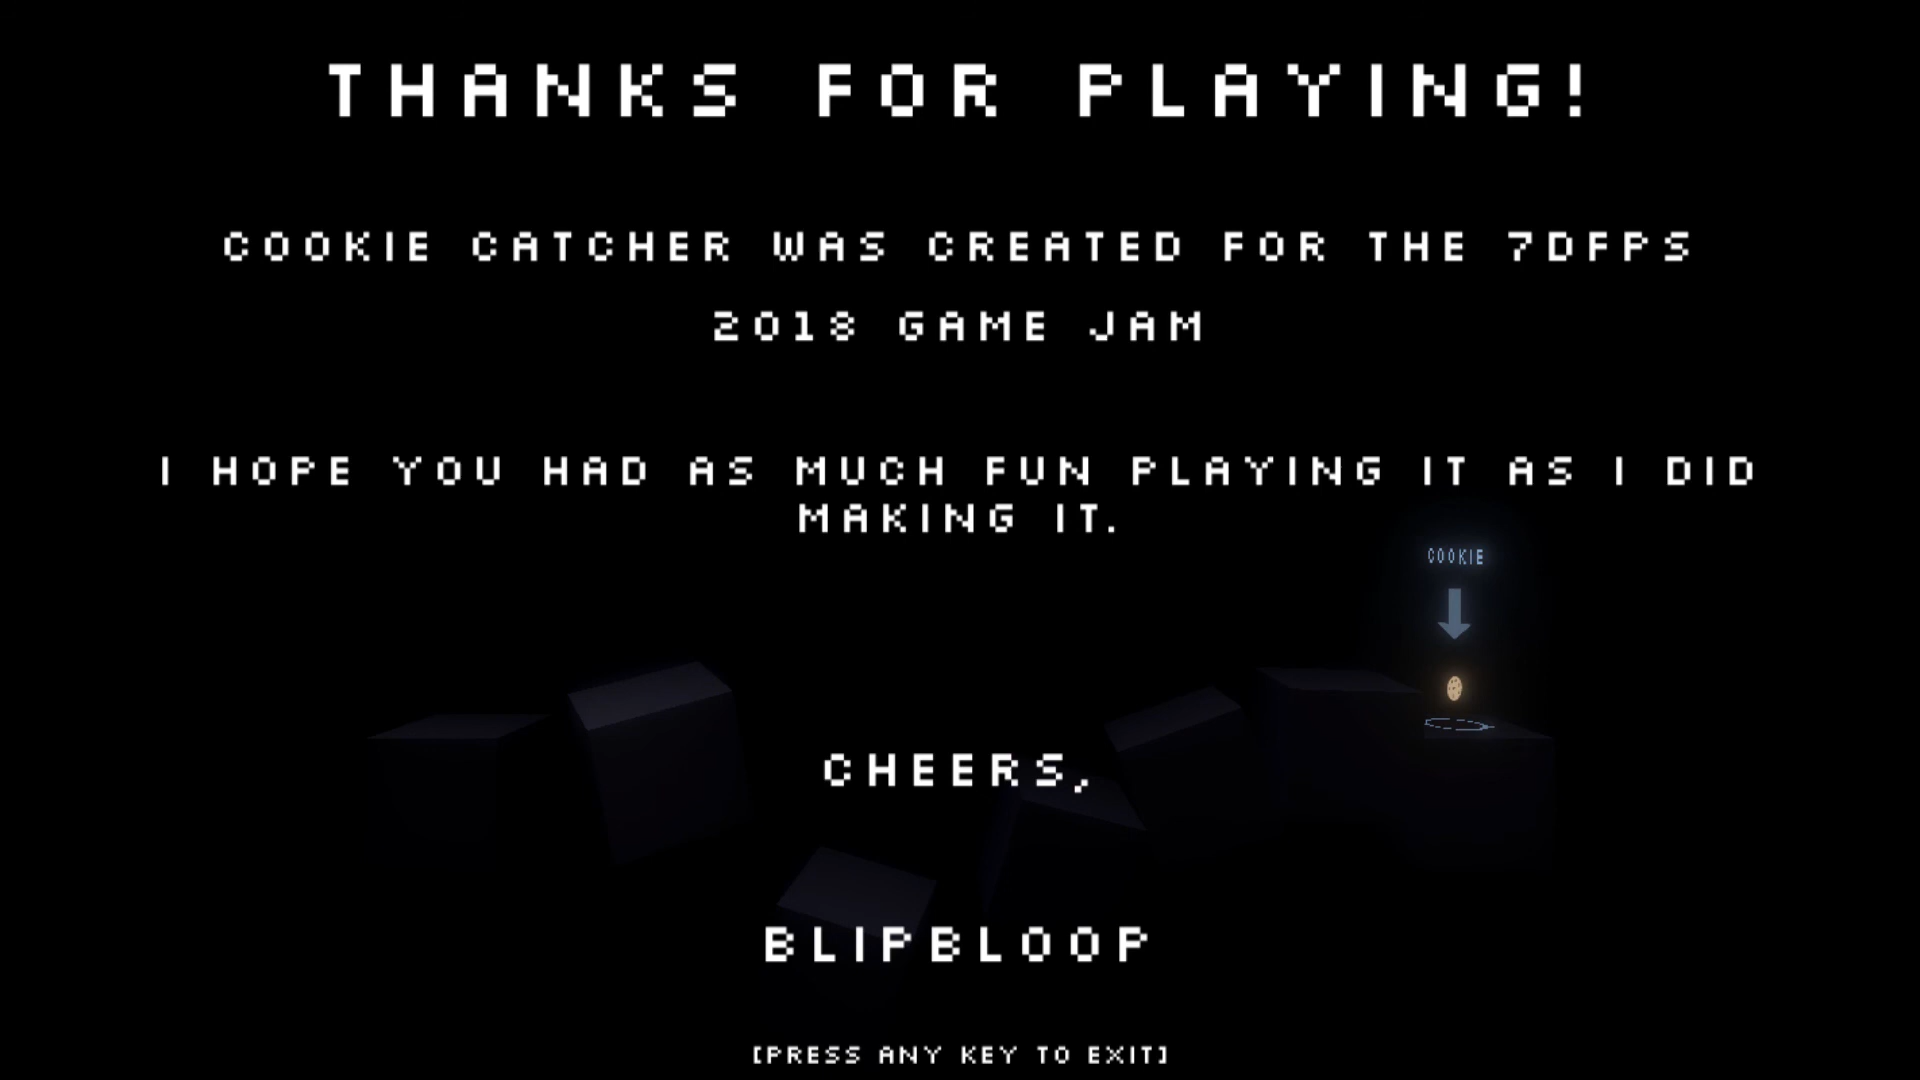 THANKS FOR PLAYING!
COOKIE CATCHER WAS CREATED FOR THE 7DFPS
2018 GAME JAM
I HOPE YOU HAD AS MUCH FUN PLAYING IT AS I DID
MAKING IT.
COOKIE
CHEERS,
BLIPBLOOP
[PRESS ANY KEY TO EXIT]